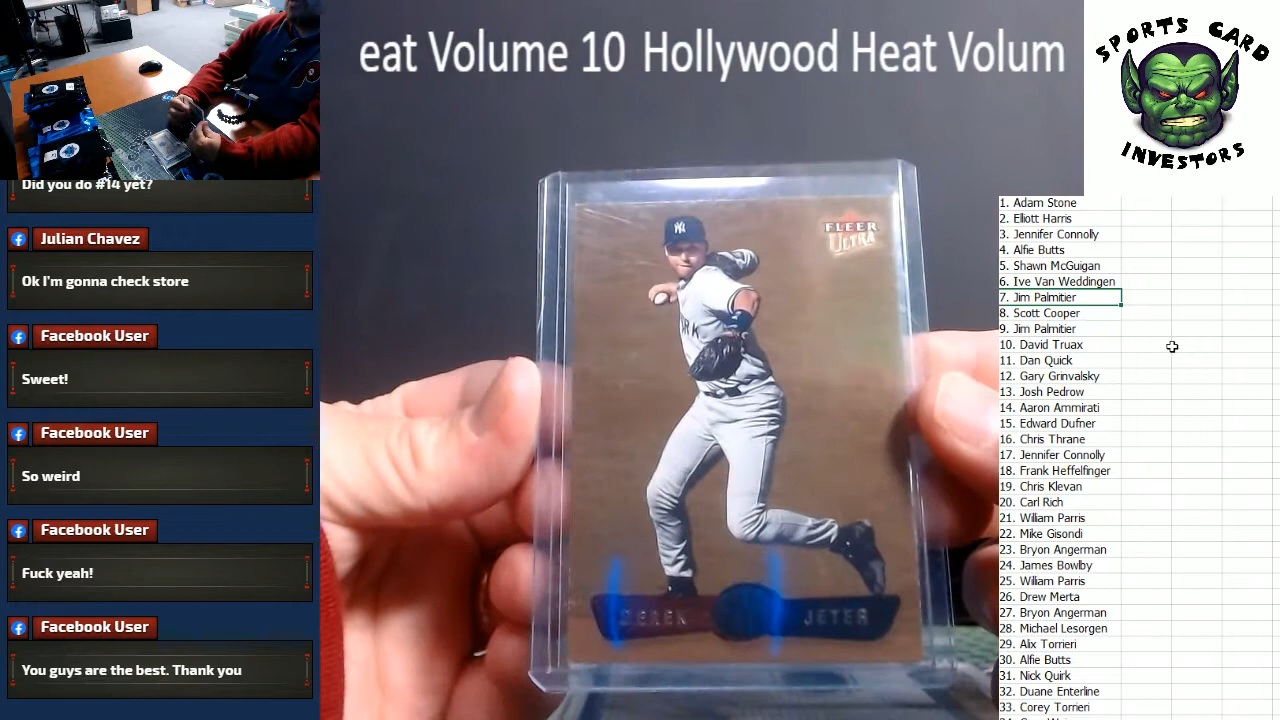 eat Volume 10 Hollywood Heat Volum
SPORTS CARD
INVESTORS
Did you do #14 yet?
Julian Chavez
Ok I'm gonna check store
Facebook User
Sweet!
Facebook User
So weird
Facebook User
Fuck yeah!
Facebook User
You guys are the best. Thank you
FLEER
ULTRA
NY
DEREK JETER
1. Adam Stone
2. Elliott Harris
3. Jennifer Connolly
4. Alfie Butts
5. Shawn McGuigan
6. Ive Van Weddingen
7. Jim Palmitier
8. Scott Cooper
9. Jim Palmitier
10. David Truax
11. Dan Quick
12. Gary Grinvalsky
13. Josh Pedrow
14. Aaron Ammirati
15. Edward Dufner
16. Chris Thrane
17. Jennifer Connolly
18. Frank Heffelfinger
19. Chris Klevan
20. Carl Rich
21. William Parris
22. Mike Gisondi
23. Bryon Angerman
24. James Bowlby
25. William Parris
26. Drew Merta
27. Bryon Angerman
28. Michael Lesorgen
29. Alix Torrieri
30. Alfie Butts
31. Nick Quirk
32. Duane Enterline
33. Corey Torrieri